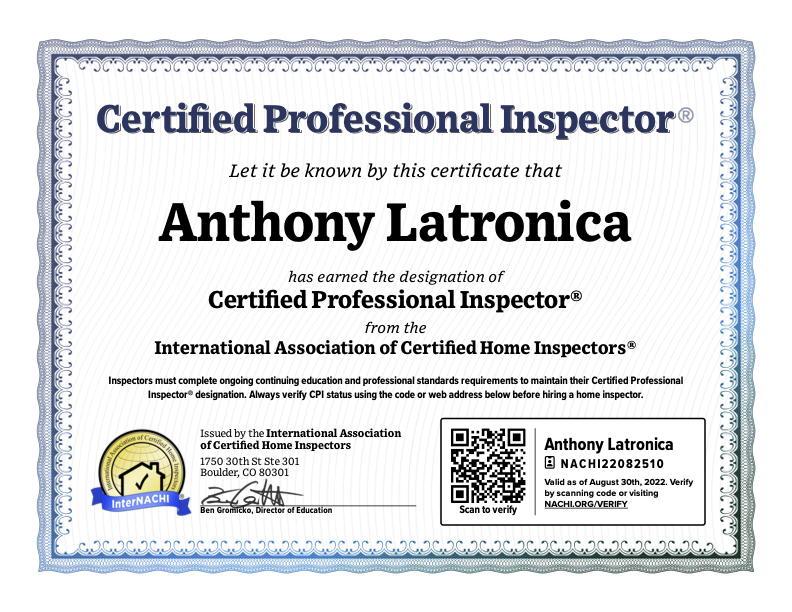 Certified Professional Inspector®
Let it be known by this certificate that
Anthony Latronica
has earned the designation of
Certified Professional Inspector®
from the
International Association of Certified Home Inspectors®
Inspectors must complete ongoing continuing education and professional standards requirements to maintain their Certified Professional
Inspector® designation. Always verify CPI status using the code or web address below before hiring a home inspector.
International Association of Certified Home Inspectors
InterNACHI
®
Issued by the International Association
of Certified Home Inspectors
1750 30th St Ste 301
Boulder, CO 80301
Ben Gromicko, Director of Education
Scan to verify
Anthony Latronica
NACHI22082510
Valid as of August 30th, 2022. Verify
by scanning code or visiting
NACHI.ORG/VERIFY